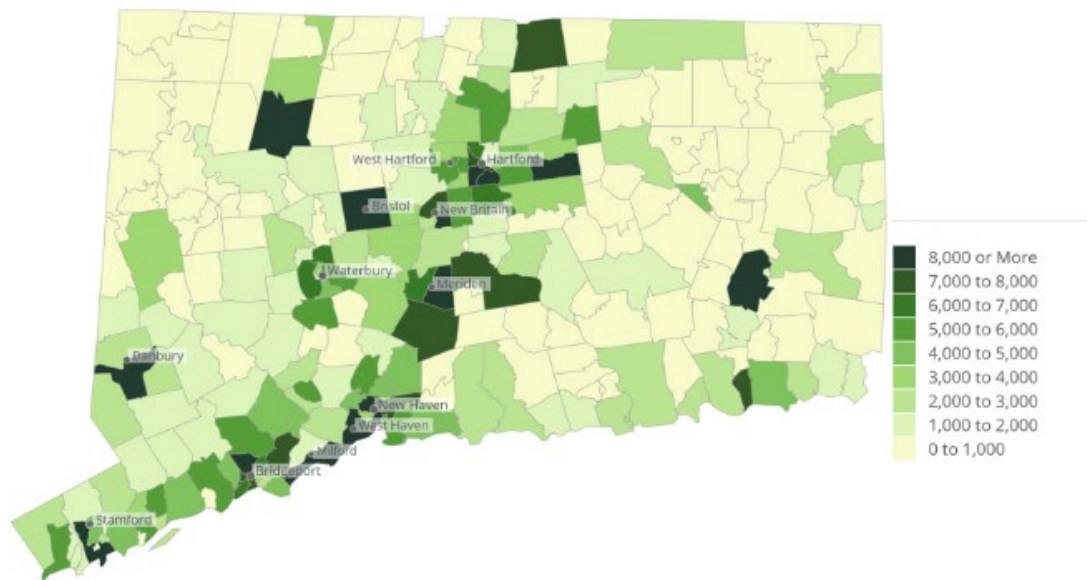 West Hartford
Hartford
Bristol
New Britain
Waterbury
Meriden
Danbury
New Haven
West Haven
Milford
Bridgeport
Stamford
8,000 or More
7,000 to 8,000
6,000 to 7,000
5,000 to 6,000
4,000 to 5,000
3,000 to 4,000
2,000 to 3,000
1,000 to 2,000
0 to 1,000